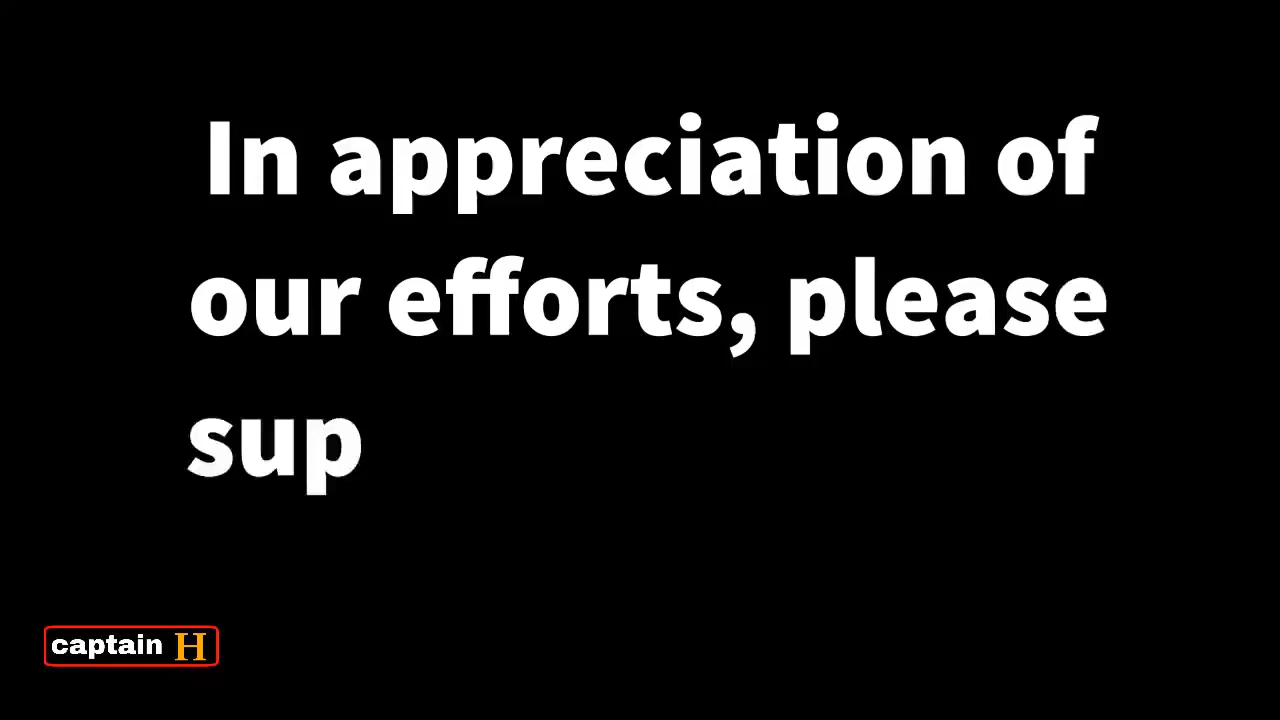 In appreciation of
our efforts, please
sup
captain H